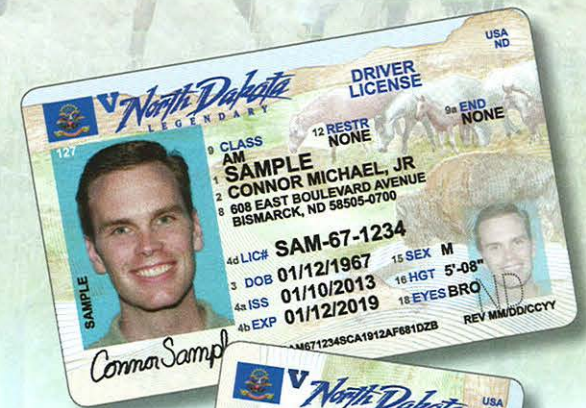 USA
ND
V North Dakota
LEGENDARY
DRIVER
LICENSE
127
9 CLASS
AM
12 RESTR
NONE
9a END
NONE
1 SAMPLE
2 CONNOR MICHAEL, JR
8 608 EAST BOULEVARD AVENUE
BISMARCK, ND 58505-0700
4d LIC# SAM-67-1234
3 DOB 01/12/1967
15 SEX M
4a ISS 01/10/2013
16 HGT 5'-08"
4b EXP 01/12/2019
18 EYES BRO
ND
SAMPLE
REV MM/DD/CCYY
AM671234SCA1912AF681DZB
Connor Sampl
V North Dakota
USA